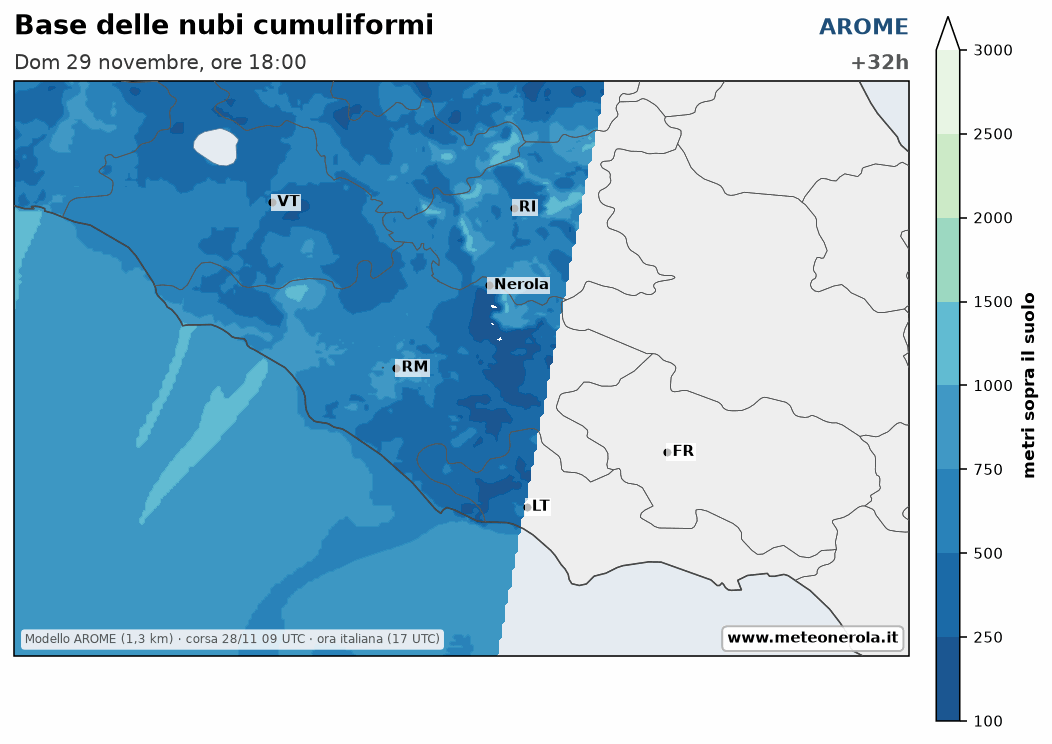 Base delle nubi cumuliformi
AROME
Dom 29 novembre, ore 18:00
+32h
VT
RI
Nerola
RM
FR
LT
Modello AROME (1,3 km) · corsa 28/11 09 UTC · ora italiana (17 UTC)
www.meteonerola.it
3000
2500
2000
1500
1000
750
500
250
100
metri sopra il suolo